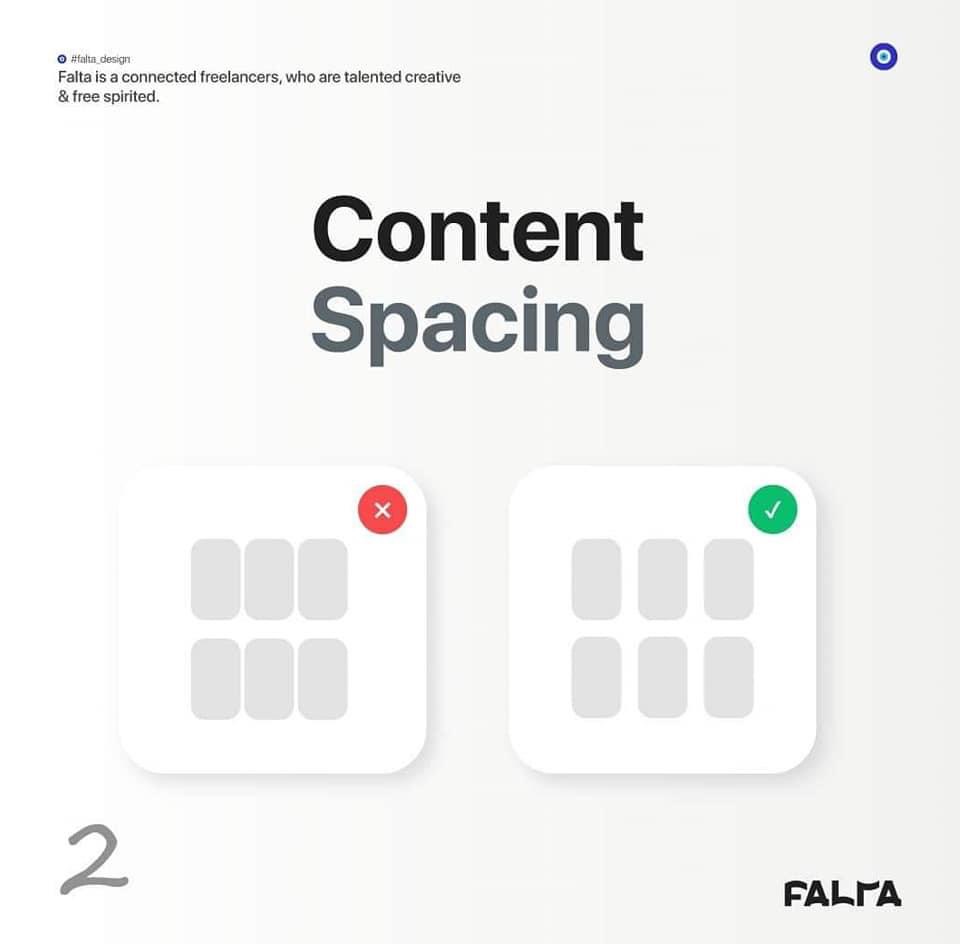 #falta_design
Falta is a connected freelancers, who are talented creative
& free spirited.
Content
Spacing
2
FALTA